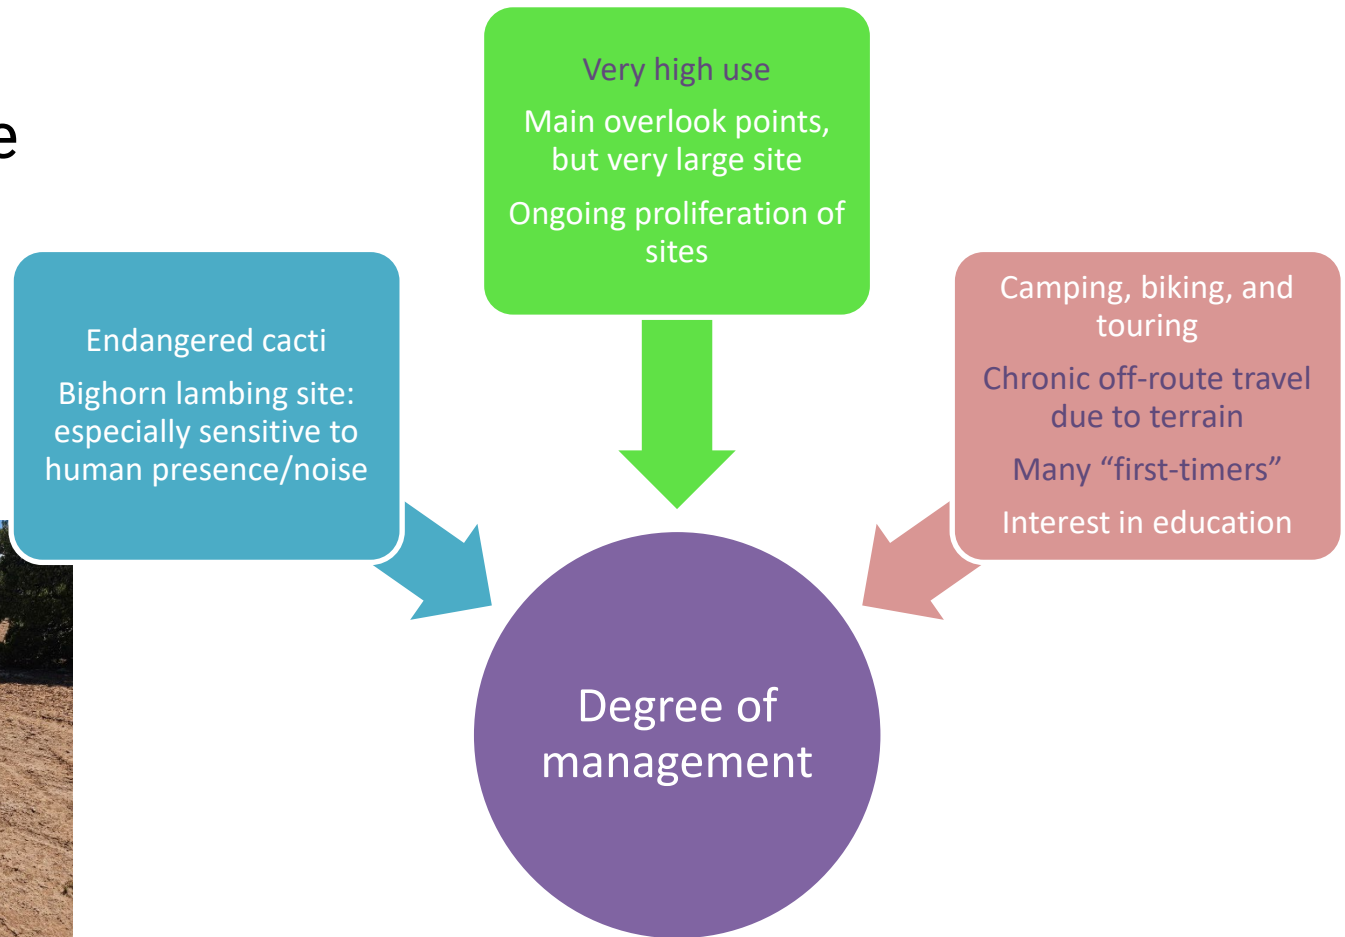 e
Endangered cacti
Bighorn lambing site:
especially sensitive to
human presence/noise
Very high use
Main overlook points,
but very large site
Ongoing proliferation of
sites
Camping, biking, and
touring
Chronic off-route travel
due to terrain
Many “first-timers”
Interest in education
Degree of
management